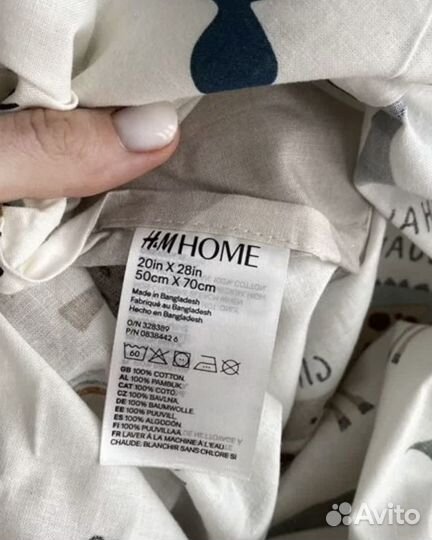 H&M HOME
20in X 28in
50cm X 70cm
Made in Bangladesh
Fabriqué au Bangladesh
Hecho en Bangladesh
O/N 328389
P/N 0838442 6
60
GB 100% COTTON.
AL 100% PAMBUK.
CAT 100% COTÓ.
CZ 100% BAVLNA.
DE 100% BAUMWOLLE.
EE 100% PUUVILL.
ES 100% ALGODÓN.
FI 100% PUUVILLAA
FR LAVER À LA MACHINE À L'EAU
CHAUDE: BLANCHIR SANS CHLORE SI
Avito